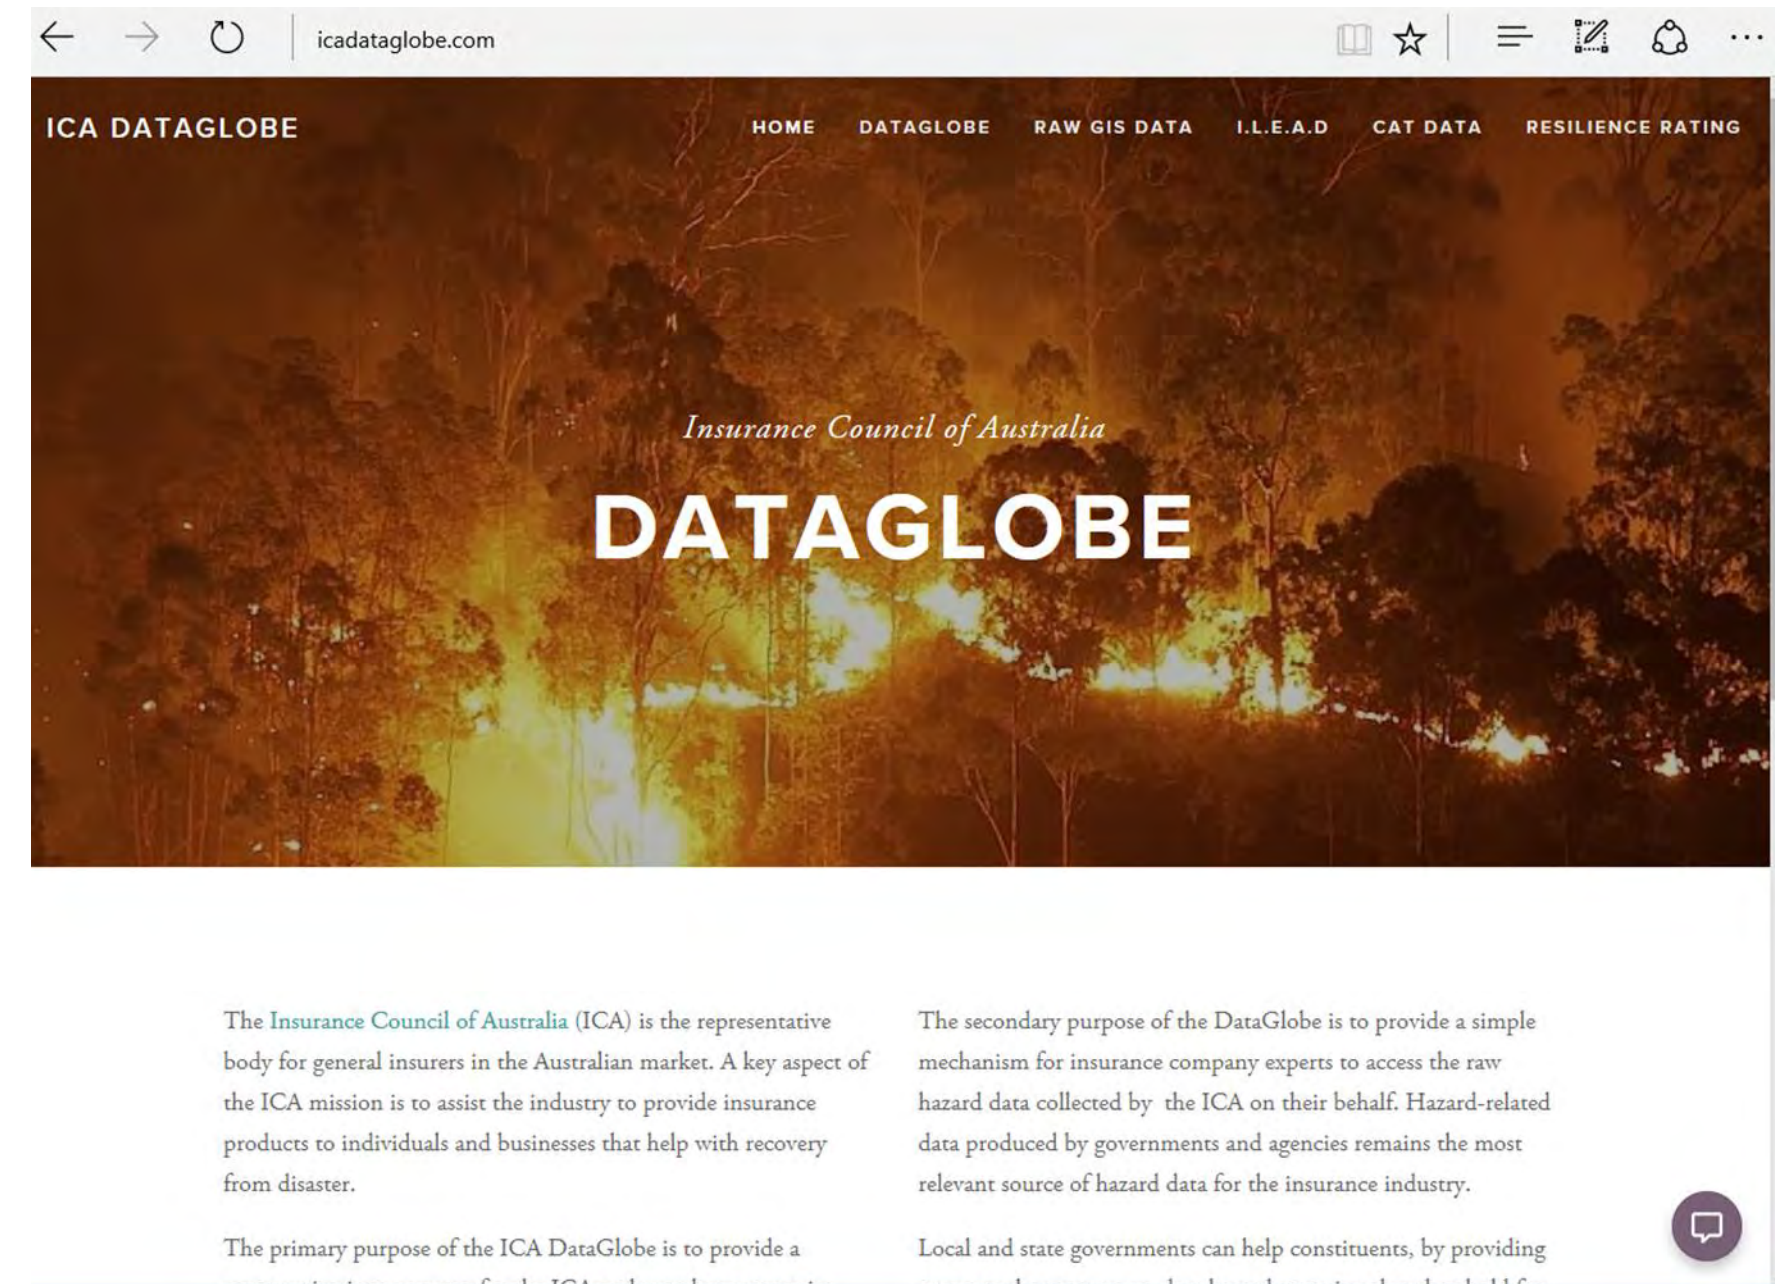 icadataglobe.com
ICA DATAGLOBE
HOME DATAGLOBE RAW GIS DATA I.L.E.A.D CAT DATA RESILIENCE RATING
Insurance Council of Australia
DATAGLOBE
The Insurance Council of Australia (ICA) is the representative
body for general insurers in the Australian market. A key aspect of
the ICA mission is to assist the industry to provide insurance
products to individuals and businesses that help with recovery
from disaster.
The primary purpose of the ICA DataGlobe is to provide a
The secondary purpose of the DataGlobe is to provide a simple
mechanism for insurance company experts to access the raw
hazard data collected by the ICA on their behalf. Hazard-related
data produced by governments and agencies remains the most
relevant source of hazard data for the insurance industry.
Local and state governments can help constituents, by providing